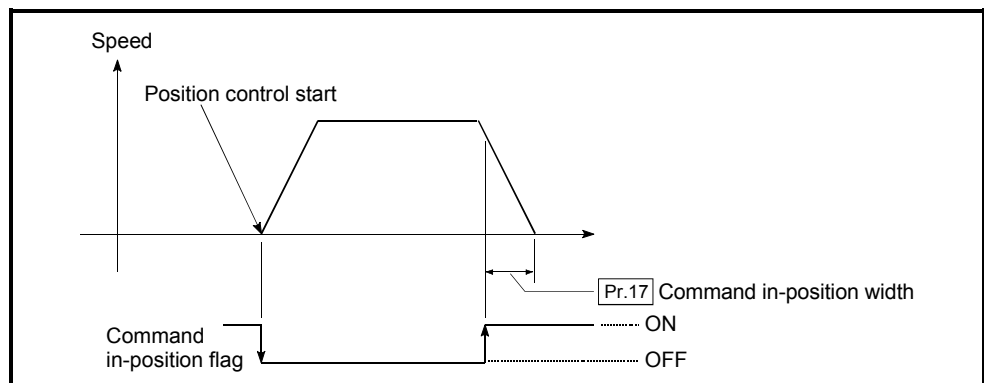 Speed
Position control start
Pr.17 Command in-position width
Command
in-position flag
ON
OFF